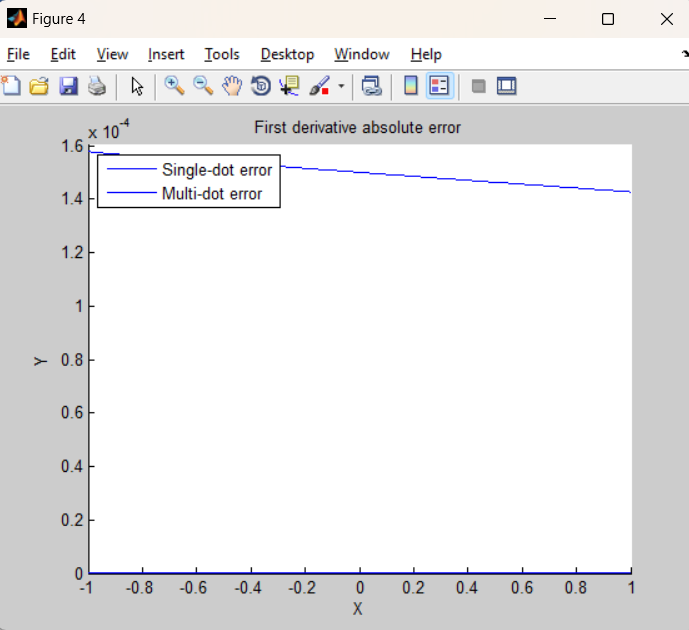 Figure 4
File Edit View Insert Tools Desktop Window Help
First derivative absolute error
x 10^-4
1.6
1.4
1.2
1
0.8
0.6
0.4
0.2
0
Single-dot error
Multi-dot error
Y
-1 -0.8 -0.6 -0.4 -0.2 0 0.2 0.4 0.6 0.8 1
X